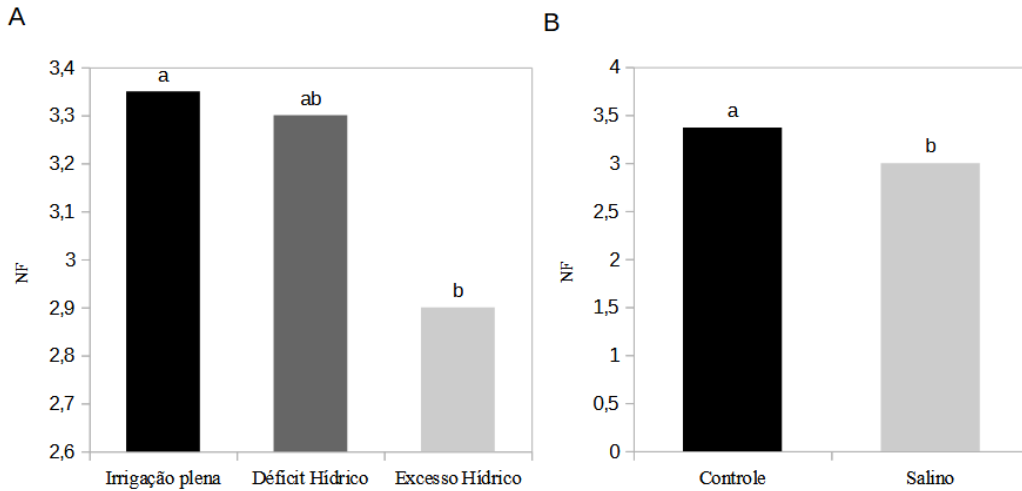 A
3,4
3,3
3,2
3,1
3
2,9
2,8
2,7
2,6
NF
a
ab
b
Irrigação plena
Déficit Hídrico
Excesso Hídrico
B
4
3,5
3
2,5
2
1,5
1
0,5
0
NF
a
b
Controle
Salino